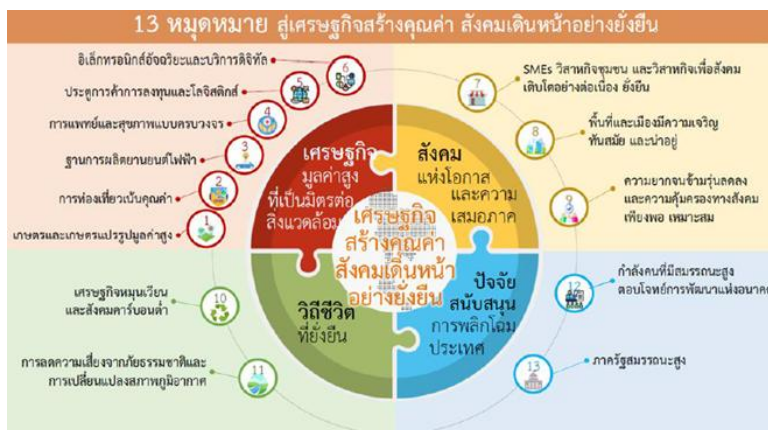 13 หมุดหมาย สู่เศรษฐกิจสร้างคุณค่า สังคมเดินหน้าอย่างยั่งยืน
อิเล็กทรอนิกส์อัจฉริยะและบริการดิจิทัล
6
ประตูการค้าการลงทุนและโลจิสติกส์
5
การแพทย์และสุขภาพแบบครบวงจร
4
ฐานการผลิตยานยนต์ไฟฟ้า
3
การท่องเที่ยวเน้นคุณค่า
2
เกษตรและเกษตรแปรรูปมูลค่าสูง
1
เศรษฐกิจ
มูลค่าสูง
ที่เป็นมิตรต่อ
สิ่งแวดล้อม
สังคม
แห่งโอกาส
และความ
เสมอภาค
7
SMEs วิสาหกิจชุมชน และวิสาหกิจเพื่อสังคม
เติบโตอย่างต่อเนื่อง ยั่งยืน
8
พื้นที่และเมืองมีความเจริญ
ทันสมัย และน่าอยู่
9
ความยากจนข้ามรุ่นลดลง
และความคุ้มครองทางสังคม
เพียงพอ เหมาะสม
เศรษฐกิจ
สร้างคุณค่า
สังคมเดินหน้า
อย่างยั่งยืน
เศรษฐกิจหมุนเวียน
และสังคมคาร์บอนต่ำ
10
การลดความเสี่ยงจากภัยธรรมชาติและ
การเปลี่ยนแปลงสภาพภูมิอากาศ
11
วิถีชีวิต
ที่ยั่งยืน
ปัจจัย
สนับสนุน
การพลิกโฉม
ประเทศ
12
กำลังคนที่มีสมรรถนะสูง
ตอบโจทย์การพัฒนาแห่งอนาคต
13
ภาครัฐสมรรถนะสูง